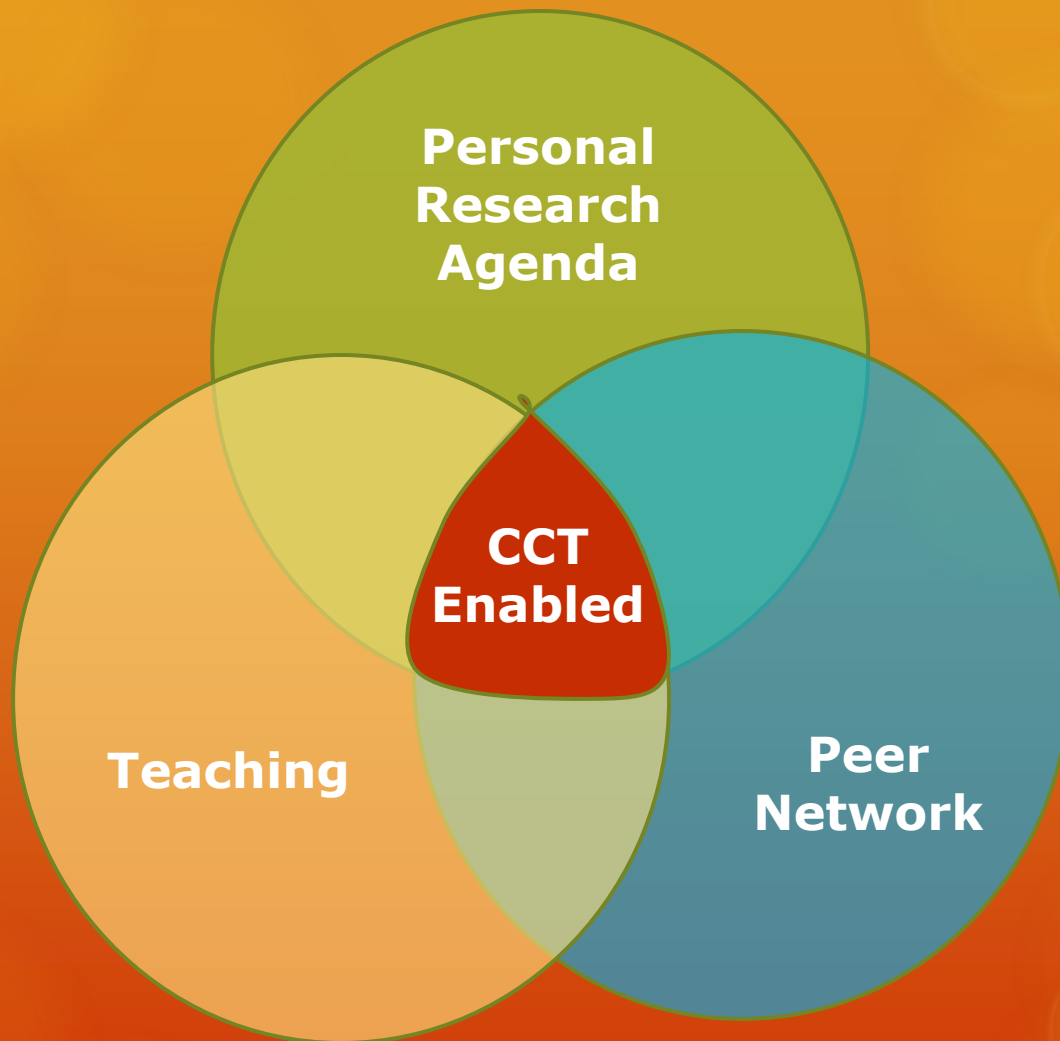 Personal
Research
Agenda
CCT
Enabled
Teaching
Peer
Network